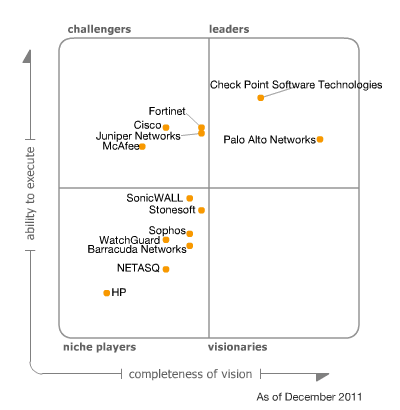 challengers
leaders
Check Point Software Technologies
Fortinet
Cisco
Juniper Networks
McAfee
Palo Alto Networks
ability to execute
SonicWALL
Stonesoft
Sophos
WatchGuard
Barracuda Networks
NETASQ
HP
niche players
visionaries
completeness of vision
As of December 2011